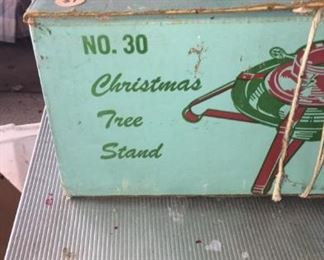 NO. 30
Christmas
Tree
Stand